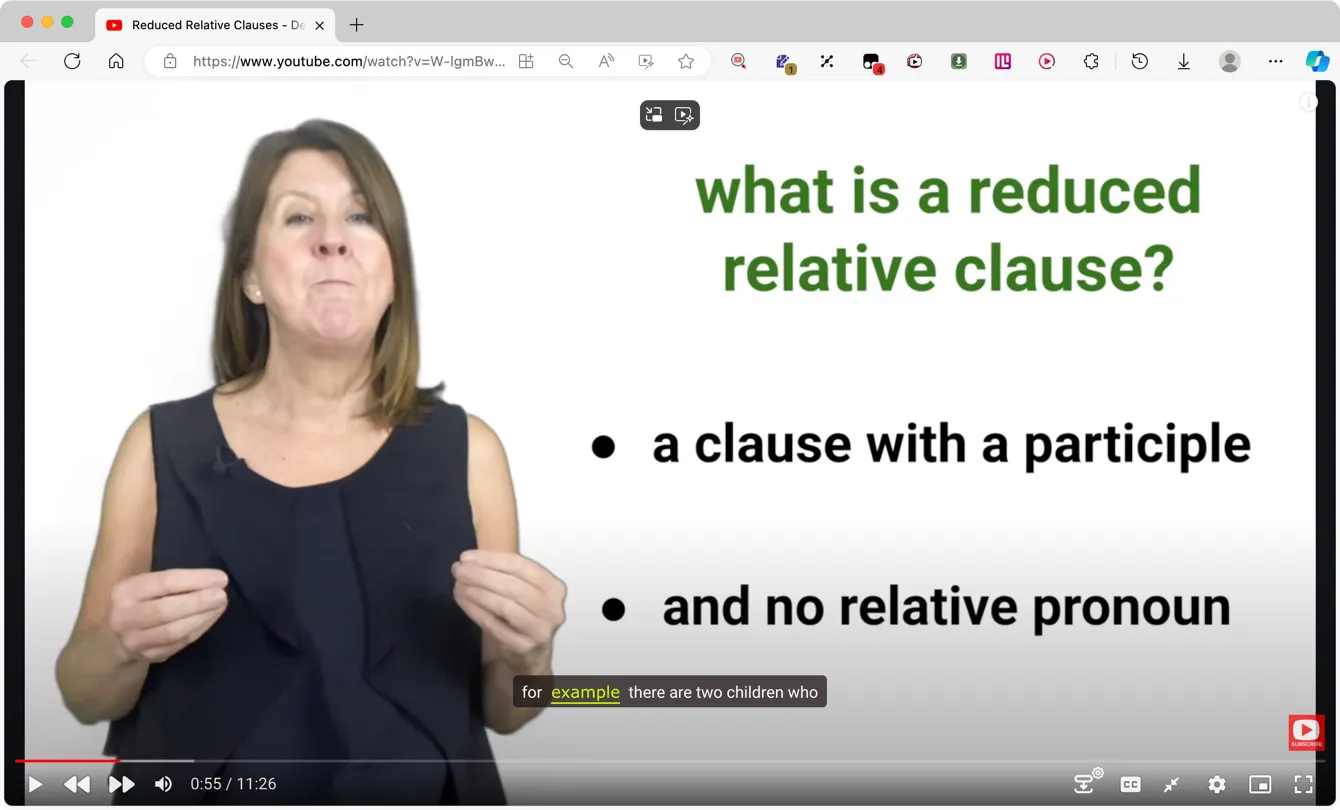 Reduced Relative Clauses - De
https://www.youtube.com/watch?v=W-IgmBw...
1
4
what is a reduced
relative clause?
● a clause with a participle
● and no relative pronoun
for example there are two children who
SUBSCRIBE
0:55 / 11:26
CC